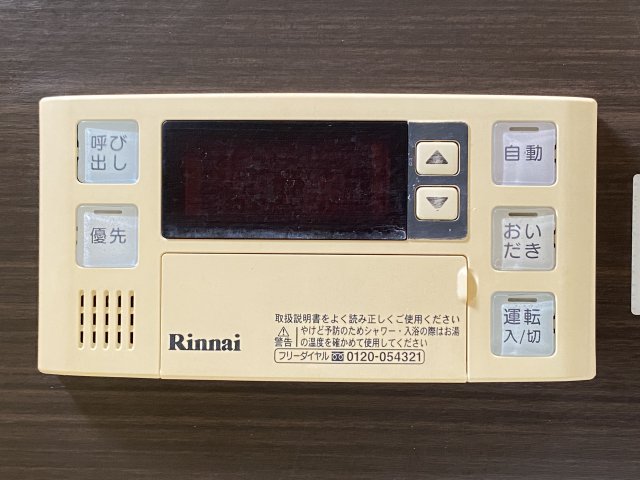 呼び
出し
優先
自動
おい
だき
運転
入/切
取扱説明書をよく読み正しくご使用ください
警告
やけど予防のためシャワー・入浴の際はお湯
の温度を確かめて使用してください
Rinnai
フリーダイヤル 0120-054321